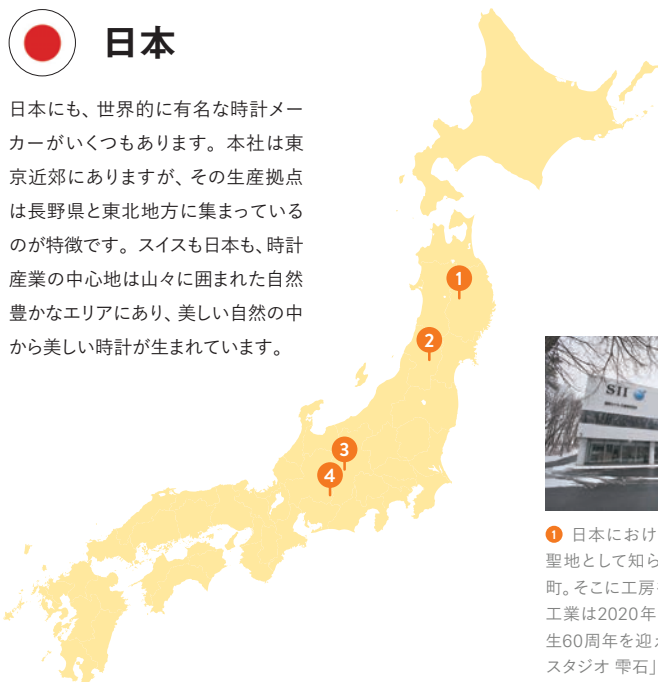 日本
日本にも、世界的に有名な時計メー
カーがいくつもあります。本社は東
京近郊にありますが、その生産拠点
は長野県と東北地方に集まっている
のが特徴です。スイスも日本も、時計
産業の中心地は山々に囲まれた自然
豊かなエリアにあり、美しい自然の中
から美しい時計が生まれています。
1
2
3
4
SII
1 日本におけ
聖地として知ら
町。そこに工房
工業は2020年
生60周年を迎
スタジオ 雫石」